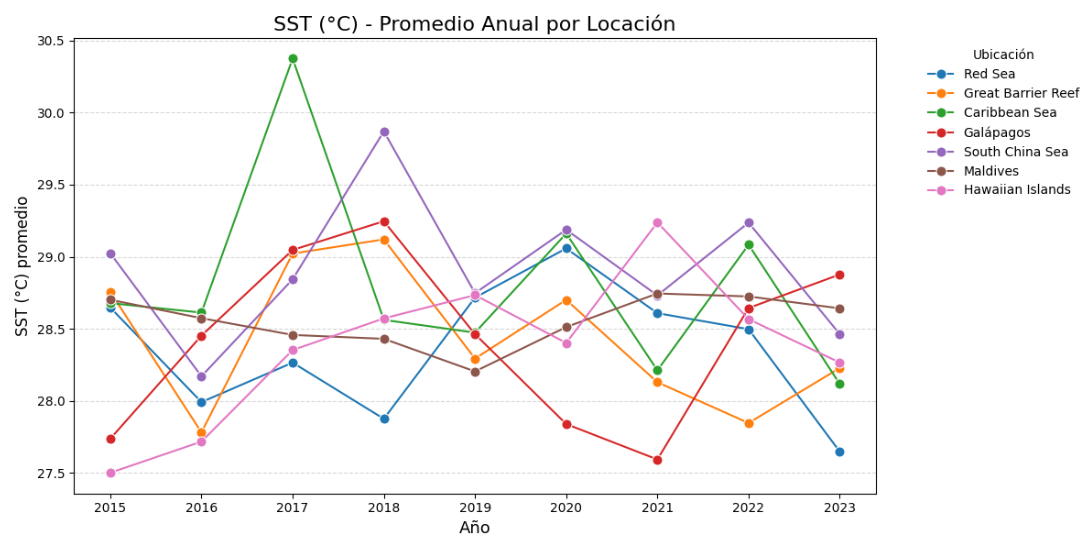 SST (°C) - Promedio Anual por Locación
SST (°C) promedio
30.5
30.0
29.5
29.0
28.5
28.0
27.5
2015 2016 2017 2018 2019 2020 2021 2022 2023
Año
Ubicación
Red Sea
Great Barrier Reef
Caribbean Sea
Galápagos
South China Sea
Maldives
Hawaiian Islands